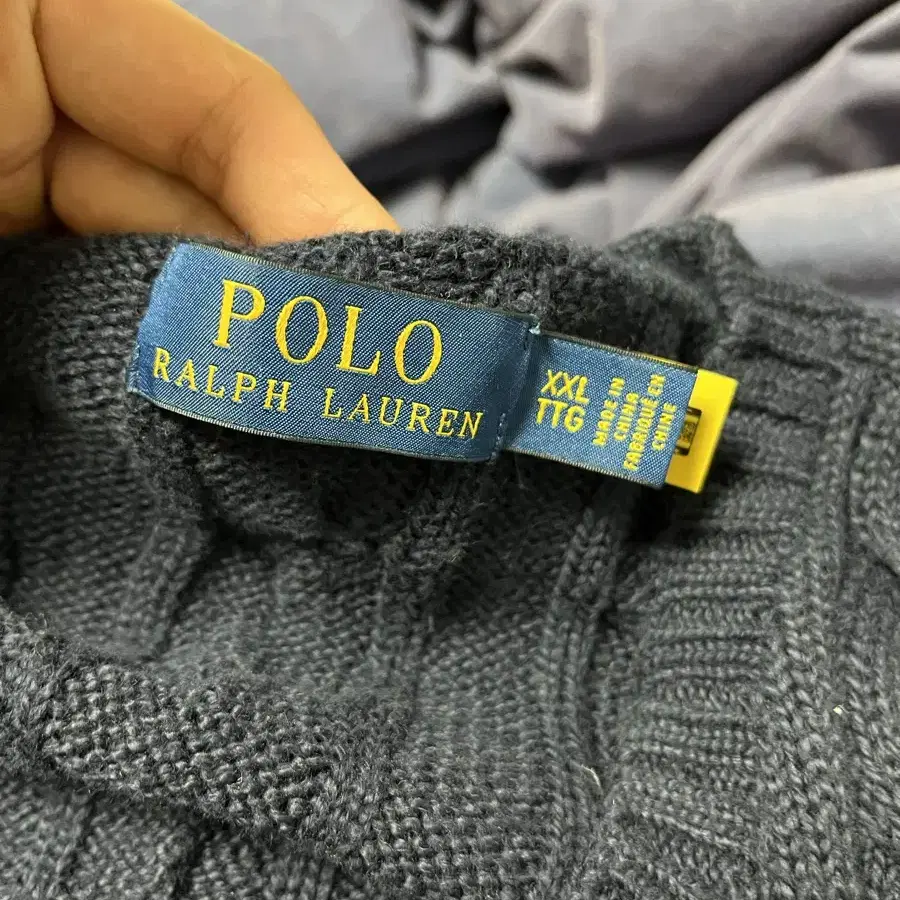 POLO
RALPH LAUREN
XXL
TTG
MADE IN
CHINA
FABRIQUÉ EN
CHINE